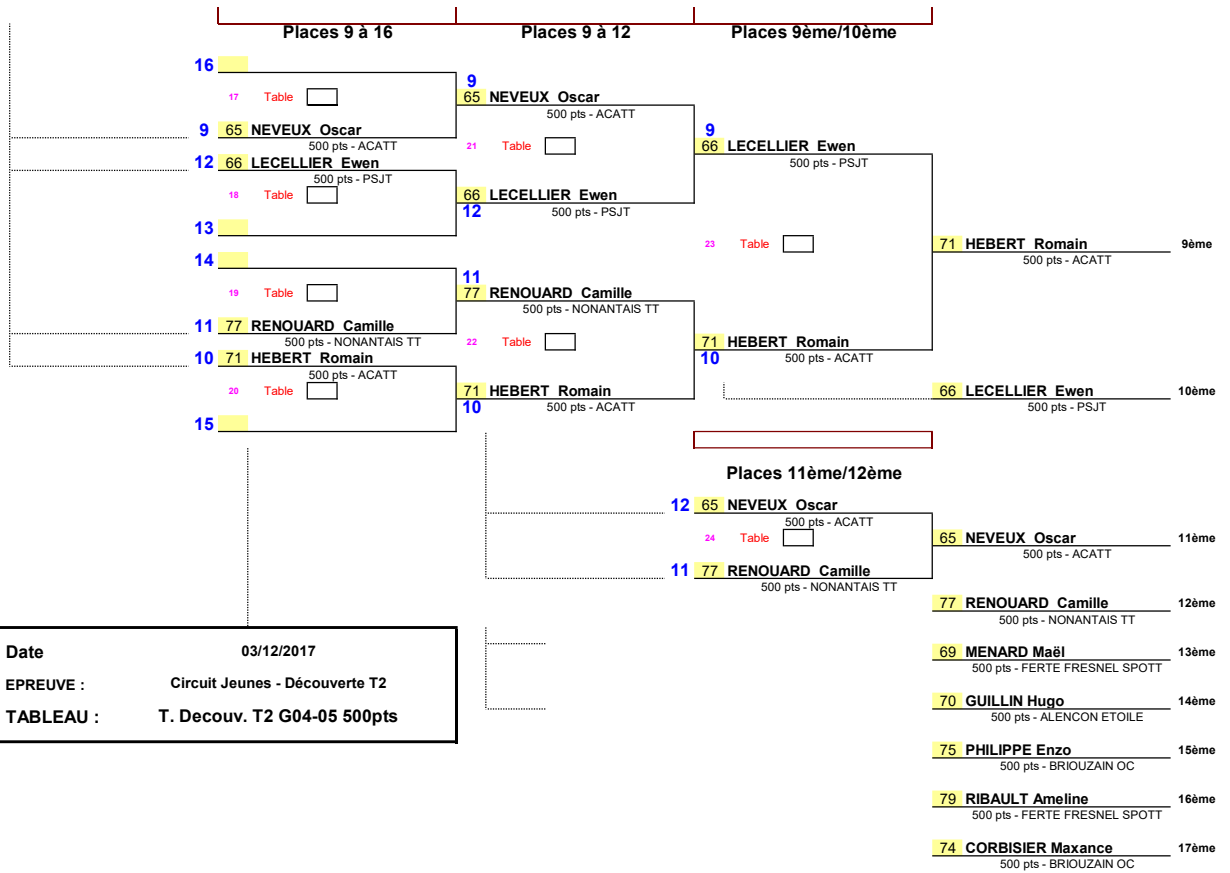 Places 9 à 16 Places 9 à 12 Places 9ème/10ème
16
9
17 Table 65 NEVEUX Oscar
500 pts - ACATT
9 65 NEVEUX Oscar 9
500 pts - ACATT 21 Table 66 LECELLIER Ewen
12 66 LECELLIER Ewen 500 pts - PSJT
500 pts - PSJT
18 Table 66 LECELLIER Ewen
12 500 pts - PSJT
13
23 Table 71 HEBERT Romain 9ème
500 pts - ACATT
14
11
19 Table 77 RENOUARD Camille
500 pts - NONANTAIS TT
11 77 RENOUARD Camille
500 pts - NONANTAIS TT 22 Table 71 HEBERT Romain
10 71 HEBERT Romain 10 500 pts - ACATT
500 pts - ACATT
20 Table 71 HEBERT Romain 66 LECELLIER Ewen 10ème
10 500 pts - ACATT 500 pts - PSJT
15
Places 11ème/12ème
12 65 NEVEUX Oscar
500 pts - ACATT
24 Table 65 NEVEUX Oscar 11ème
500 pts - ACATT
11 77 RENOUARD Camille
500 pts - NONANTAIS TT
77 RENOUARD Camille 12ème
500 pts - NONANTAIS TT
Date 03/12/2017
69 MENARD Maël 13ème
500 pts - FERTE FRESNEL SPOTT
EPREUVE : Circuit Jeunes - Découverte T2
70 GUILLIN Hugo 14ème
500 pts - ALENCON ETOILE
TABLEAU : T. Decouv. T2 G04-05 500pts
75 PHILIPPE Enzo 15ème
500 pts - BRIOUZAIN OC
79 RIBAULT Ameline 16ème
500 pts - FERTE FRESNEL SPOTT
74 CORBISIER Maxance 17ème
500 pts - BRIOUZAIN OC